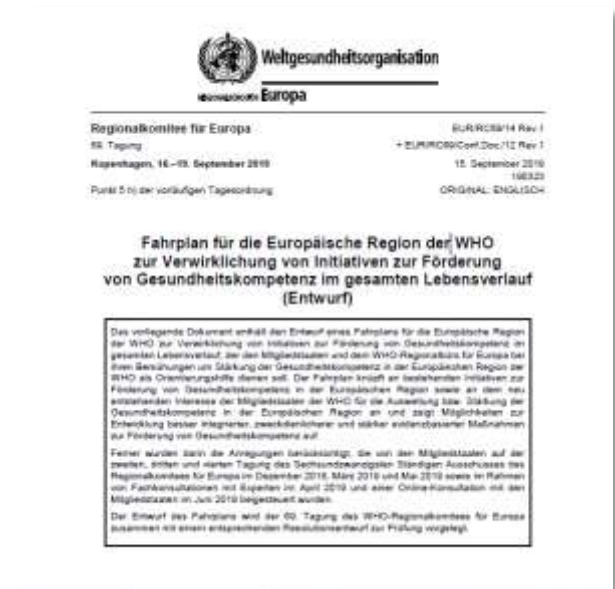 Weltgesundheitsorganisation
Europa
Regionalkomitee für Europa
69. Tagung
Kopenhagen, 16.–19. September 2019
Punkt 5 h) der vorläufigen Tagesordnung
EUR/RC69/14 Rev.1
+ EUR/RC69/Conf.Doc./12 Rev.1
15. September 2019
190323
ORIGINAL: ENGLISCH
Fahrplan für die Europäische Region der WHO
zur Verwirklichung von Initiativen zur Förderung
von Gesundheitskompetenz im gesamten Lebensverlauf
(Entwurf)
Das vorliegende Dokument enthält den Entwurf eines Fahrplans für die Europäische Region
der WHO zur Verwirklichung von Initiativen zur Förderung von Gesundheitskompetenz im
gesamten Lebensverlauf, der den Mitgliedstaaten und dem WHO-Regionalbüro für Europa bei
ihren Bemühungen um Stärkung der Gesundheitskompetenz in der Europäischen Region der
WHO als Orientierungshilfe dienen soll. Der Fahrplan knüpft an bestehenden Initiativen zur
Förderung von Gesundheitskompetenz in der Europäischen Region sowie an dem neu
entstehenden Interesse der Mitgliedstaaten der WHO für die Ausweitung bzw. Stärkung der
Gesundheitskompetenz in der Europäischen Region an und zeigt Möglichkeiten zur
Entwicklung besser integrierter, zweckdienlicherer und stärker evidenzbasierter Maßnahmen
zur Förderung von Gesundheitskompetenz auf.
Ferner wurden darin die Anregungen berücksichtigt, die von den Mitgliedstaaten auf der
zweiten, dritten und vierten Tagung des Sechsundzwanzigsten Ständigen Ausschusses des
Regionalkomitees für Europa im Dezember 2018, März 2019 und Mai 2019 sowie im Rahmen
von Fachkonsultationen mit Experten im April 2019 und einer Online-Konsultation mit den
Mitgliedstaaten im Juni 2019 beigesteuert wurden.
Der Entwurf des Fahrplans wird der 69. Tagung des WHO-Regionalkomitees für Europa
zusammen mit einem entsprechenden Resolutionsentwurf zur Prüfung vorgelegt.